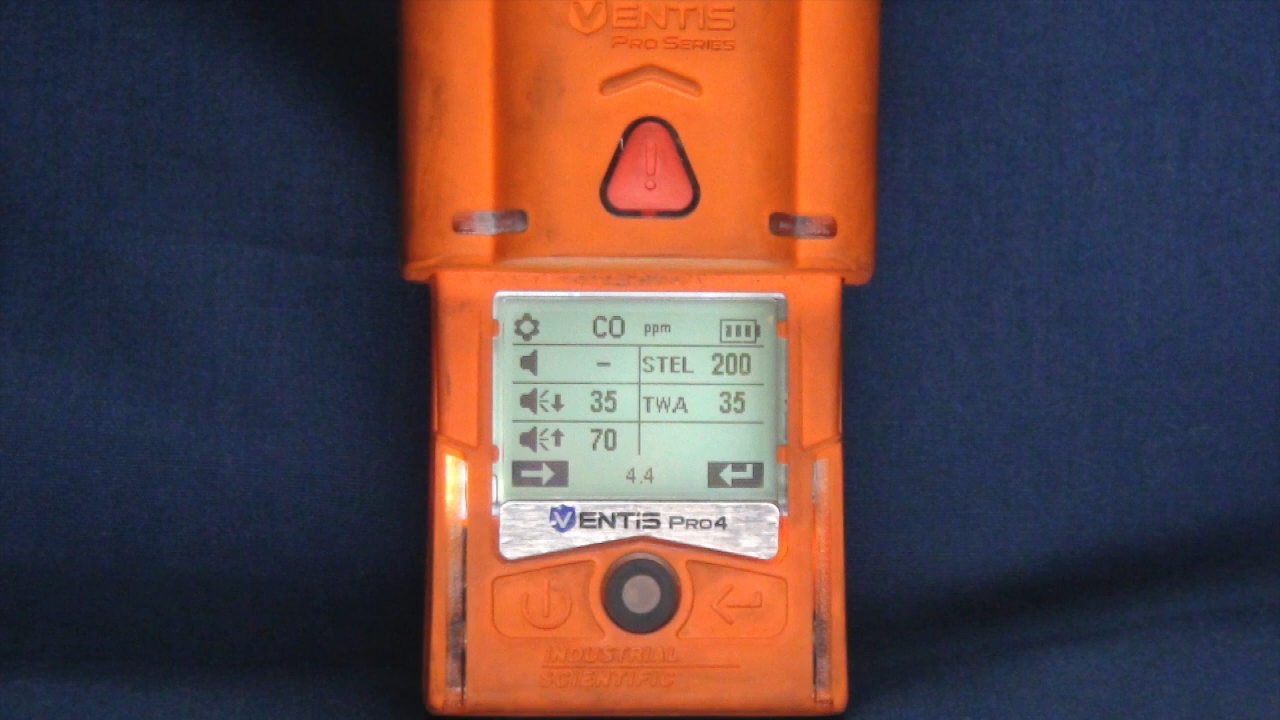 VENTIS
PRO SERIES
CO ppm
- STEL 200
35 TWA 35
70
4.4
VENTIS PRO4
INDUSTRIAL
SCIENTIFIC